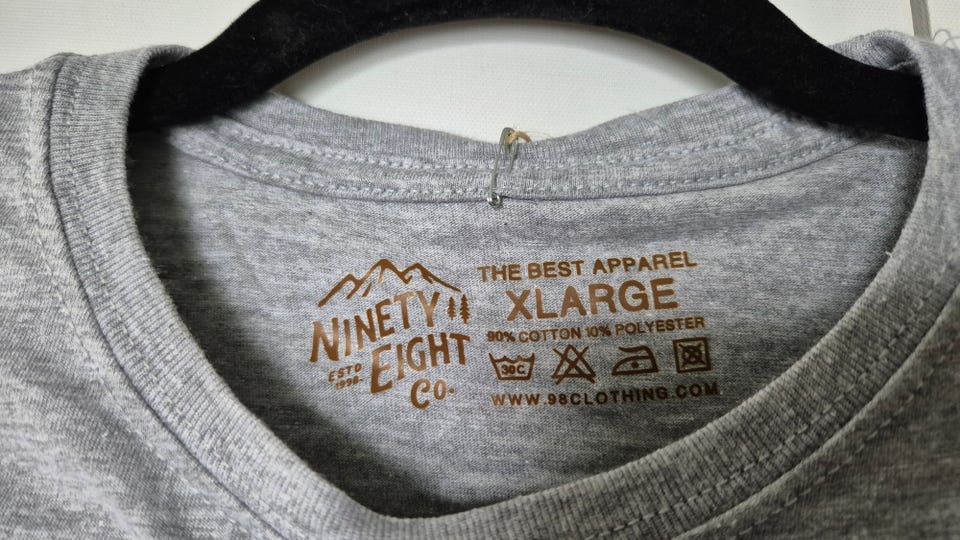 NINETY
EIGHT
ESTD
1998-
CO.
THE BEST APPAREL
XLARGE
90% COTTON 10% POLYESTER
30C
WWW.98CLOTHING.COM